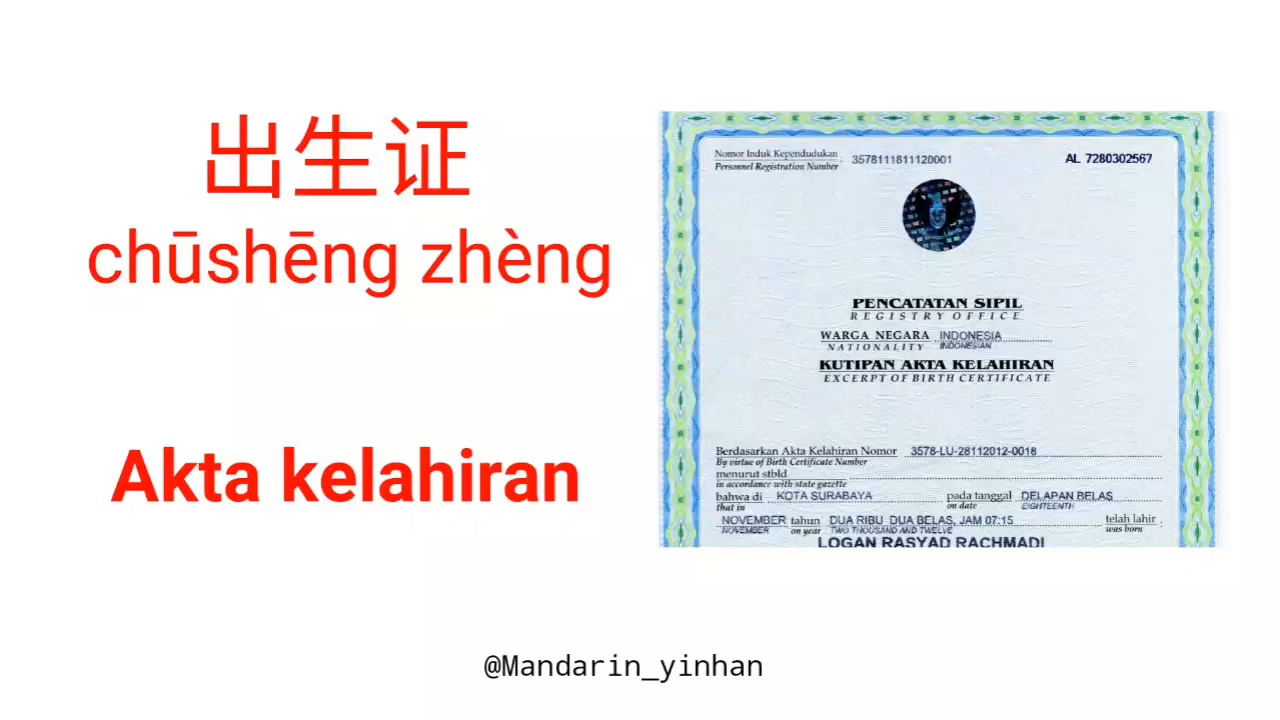 出生证
chūshēng zhèng
Akta kelahiran
Nomor Induk Kependudukan : 3578111811120001
Personnel Registration Number
AL 7280302567
PENCATATAN SIPIL
REGISTRY OFFICE
WARGA NEGARA INDONESIA
NATIONALITY INDONESIAN
KUTIPAN AKTA KELAHIRAN
EXCERPT OF BIRTH CERTIFICATE
Berdasarkan Akta Kelahiran Nomor 3578-LU-28112012-0018
By virtue of Birth Certificate Number
menurut stbld
in accordance with state gazette
bahwa di KOTA SURABAYA pada tanggal DELAPAN BELAS
that in on date EIGHTEENTH
NOVEMBER tahun DUA RIBU DUA BELAS, JAM 07:15 telah lahir :
NOVEMBER on year TWO THOUSAND AND TWELVE was born
LOGAN RASYAD RACHMADI
@Mandarin_yinhan